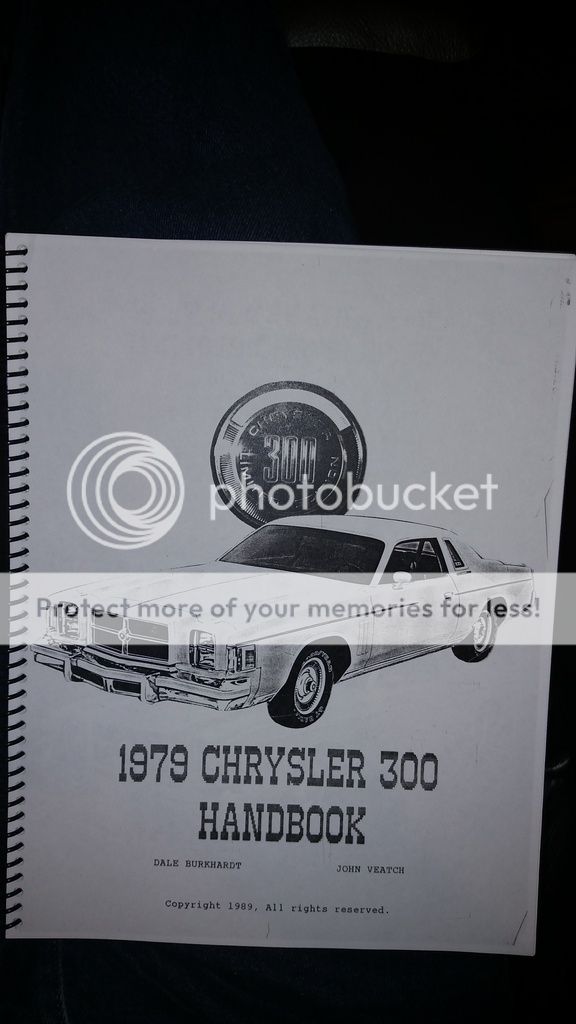 CHRYSLER
300
photobucket
Protect more of your memories for less!
1979 CHRYSLER 300
HANDBOOK
DALE BURKHARDT JOHN VEATCH
Copyright 1989, All rights reserved.